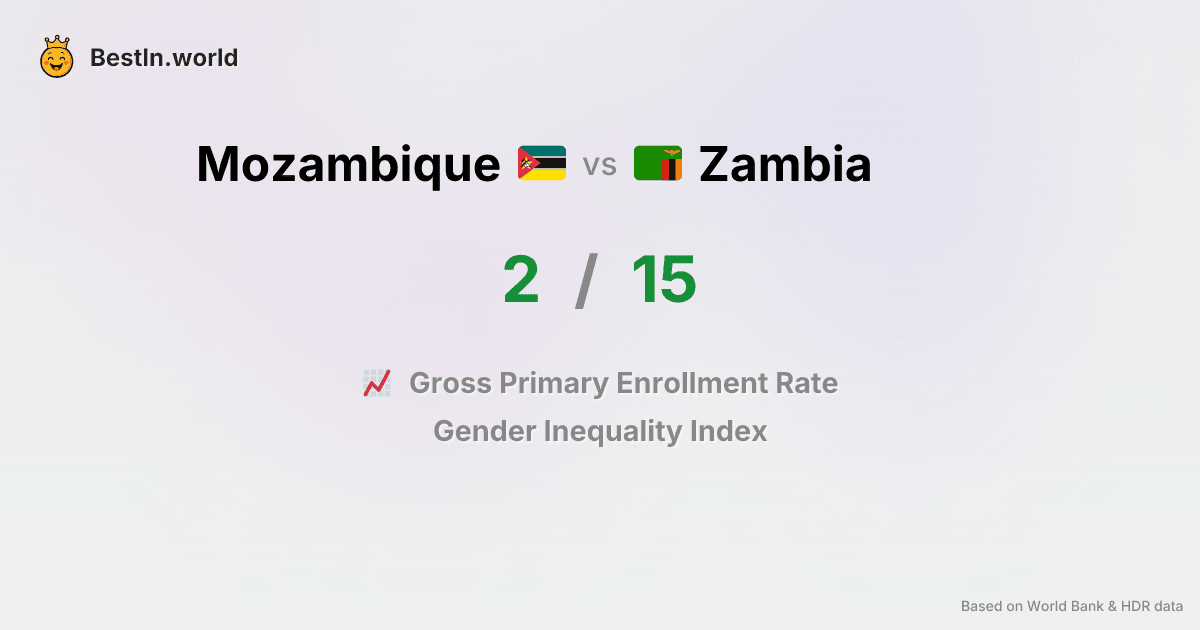 BestIn.world
Mozambique vs Zambia
2 / 15
Gross Primary Enrollment Rate
Gender Inequality Index
Based on World Bank & HDR data